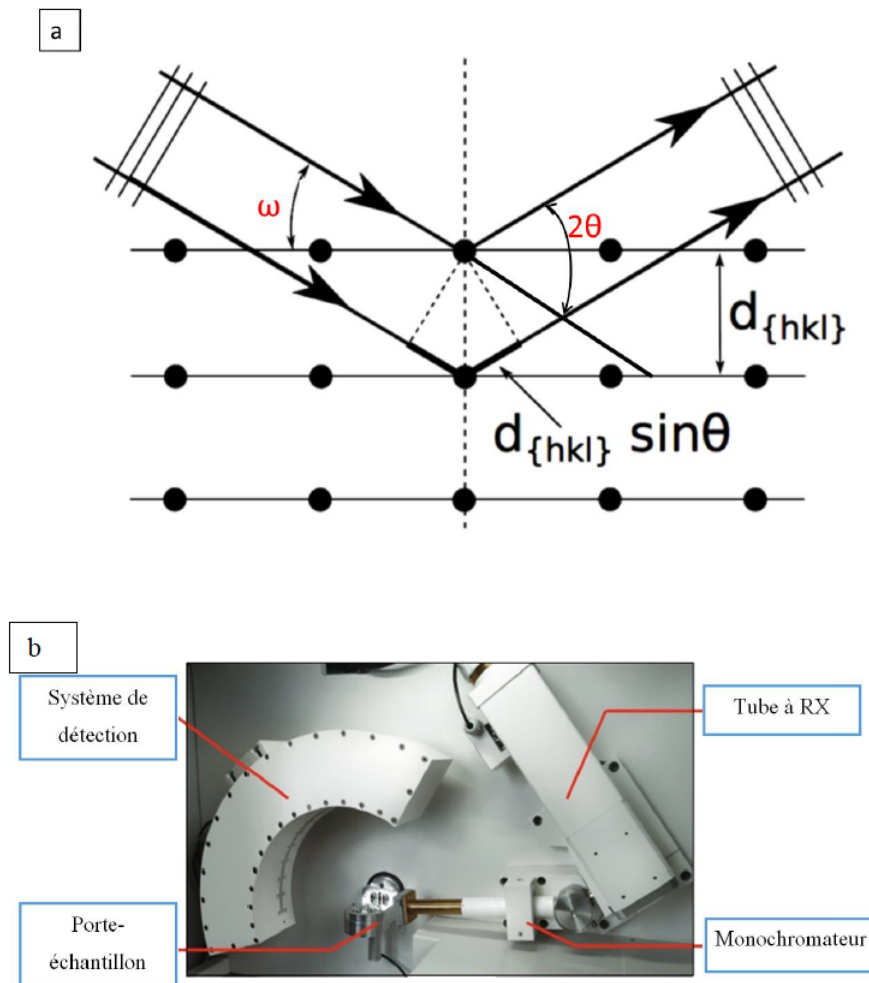 a
ω
2θ
d{hkl}
d{hkl} sinθ
b
Système de
détection
Tube à RX
Porte-
échantillon
Monochromateur